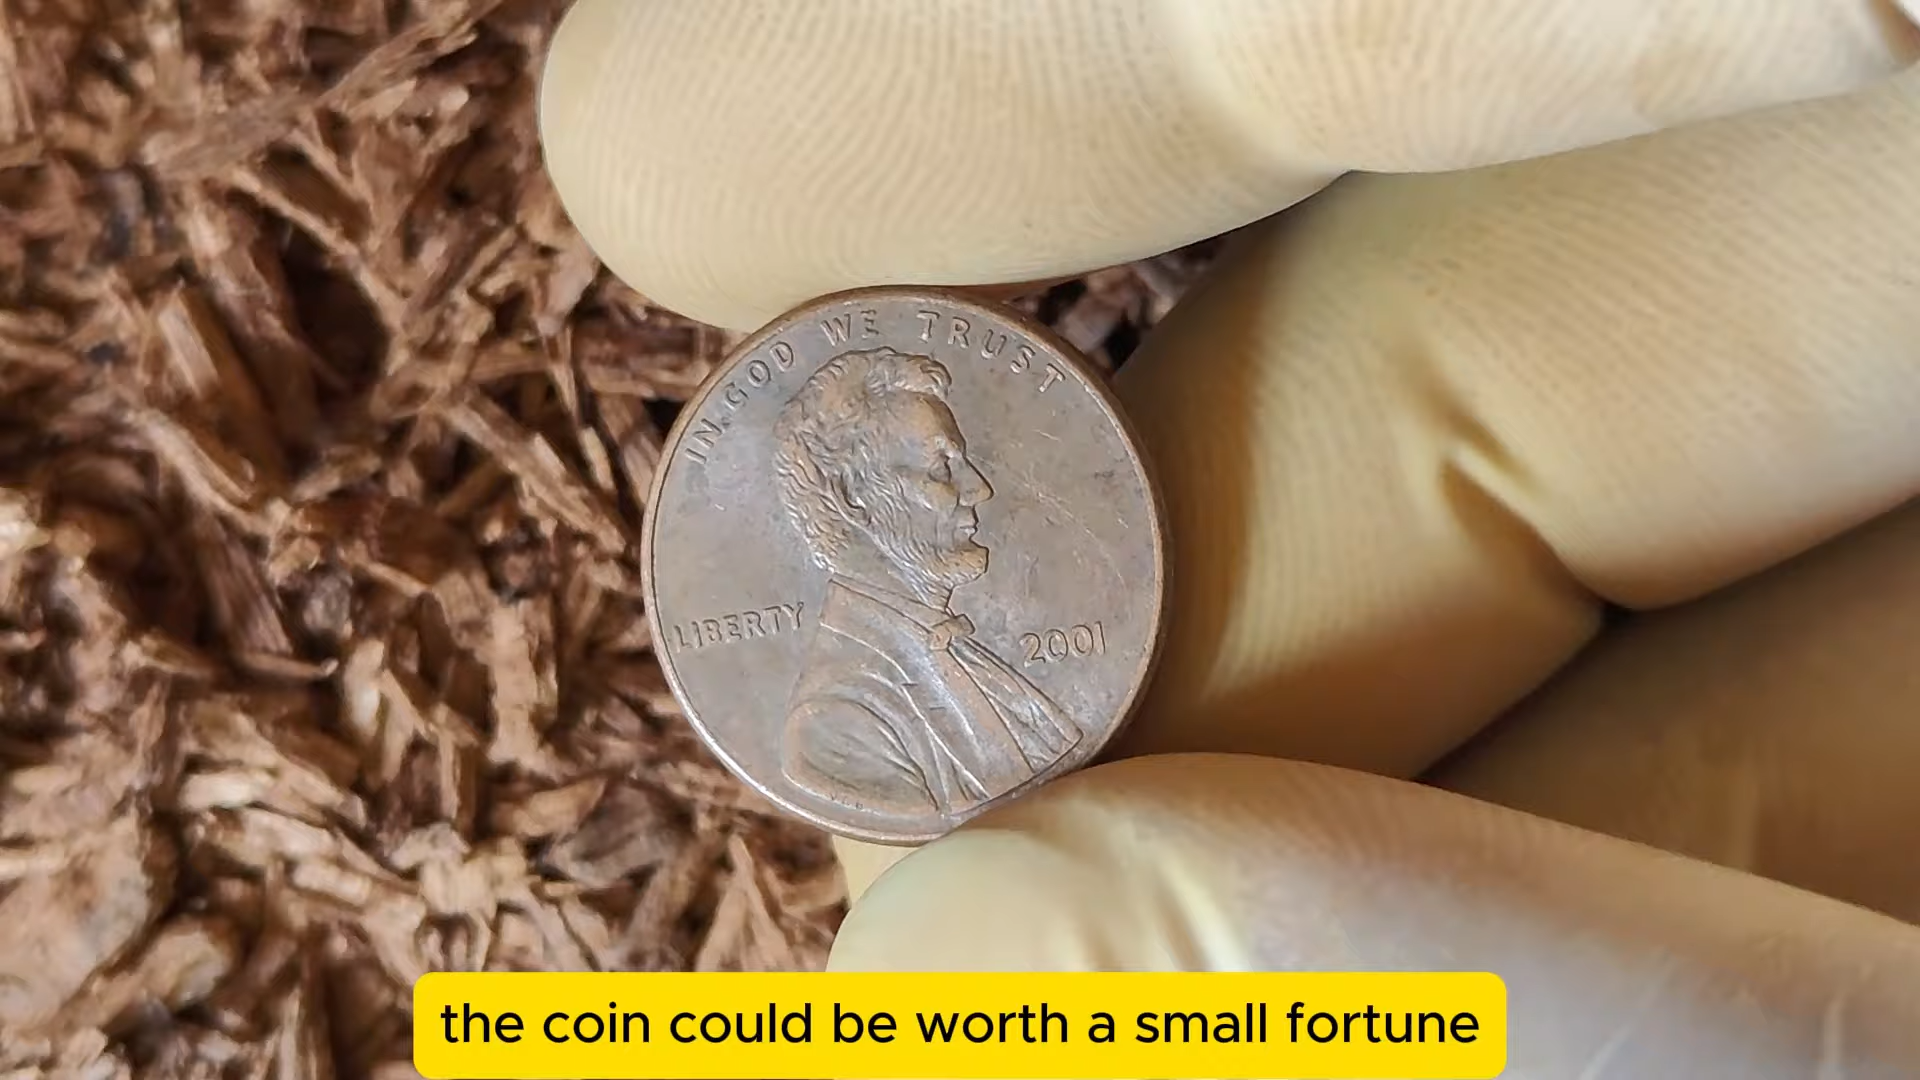 IN GOD WE TRUST
LIBERTY
2001
the coin could be worth a small fortune